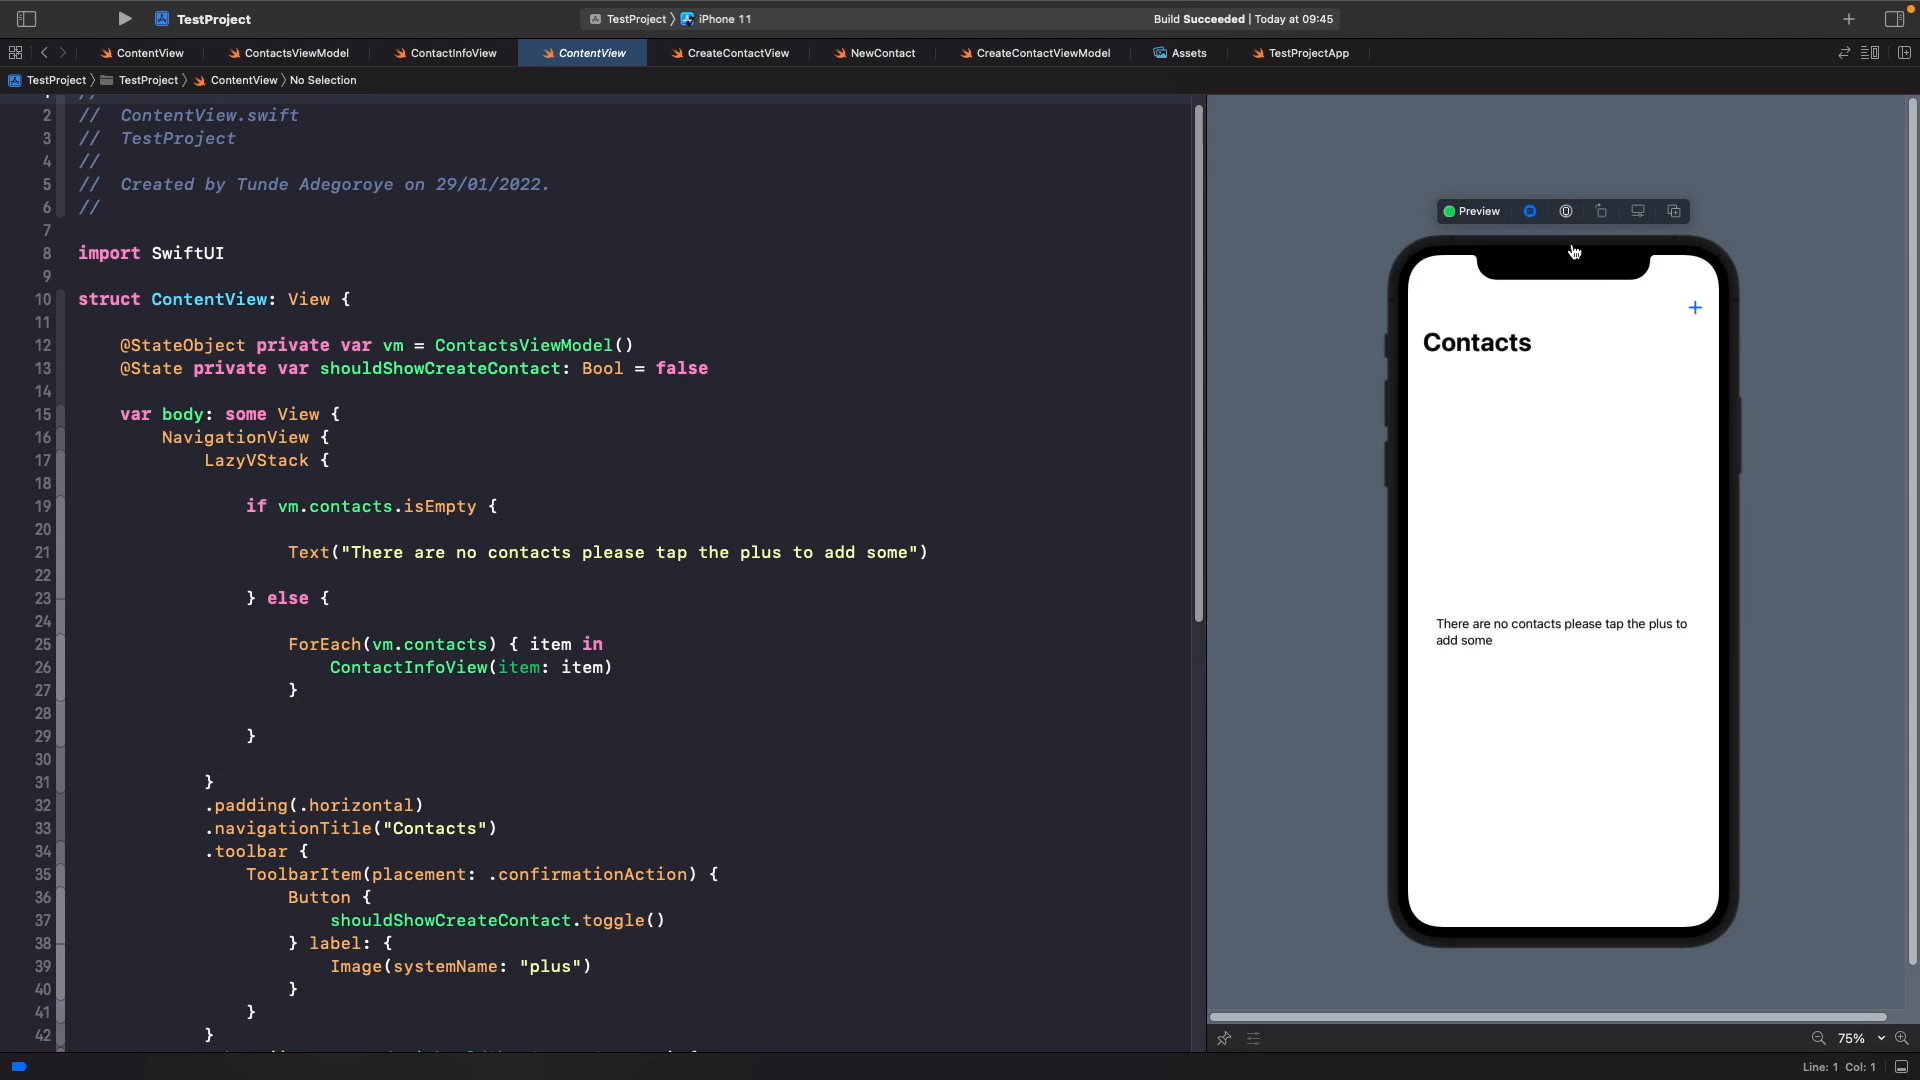 TestProject
TestProject 〉 iPhone 11
Build Succeeded | Today at 09:45
ContentView
ContactsViewModel
ContactInfoView
ContentView
CreateContactView
NewContact
CreateContactViewModel
Assets
TestProjectApp
TestProject 〉 TestProject 〉 ContentView 〉 No Selection
2 //  ContentView.swift
3 //  TestProject
4 //
5 //  Created by Tunde Adegoroye on 29/01/2022.
6 //
7
8 import SwiftUI
9
10 struct ContentView: View {
11
12     @StateObject private var vm = ContactsViewModel()
13     @State private var shouldShowCreateContact: Bool = false
14
15     var body: some View {
16         NavigationView {
17             LazyVStack {
18
19                 if vm.contacts.isEmpty {
20
21                     Text("There are no contacts please tap the plus to add some")
22
23                 } else {
24
25                     ForEach(vm.contacts) { item in
26                         ContactInfoView(item: item)
27                     }
28
29                 }
30
31             }
32             .padding(.horizontal)
33             .navigationTitle("Contacts")
34             .toolbar {
35                 ToolbarItem(placement: .confirmationAction) {
36                     Button {
37                         shouldShowCreateContact.toggle()
38                     } label: {
39                         Image(systemName: "plus")
40                     }
41                 }
42             }
Preview
Contacts
There are no contacts please tap the plus to
add some
75%
Line: 1 Col: 1